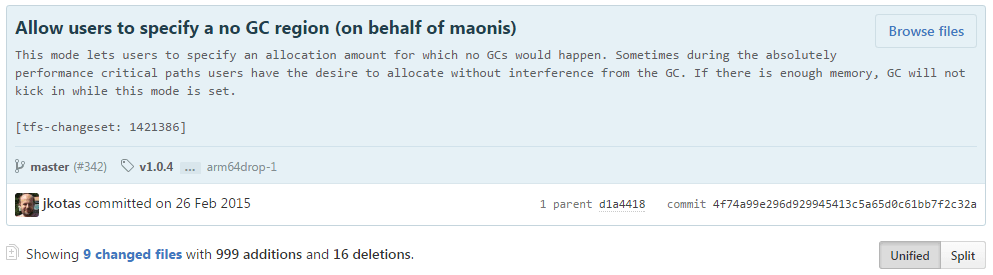 Allow users to specify a no GC region (on behalf of maonis)
Browse files
This mode lets users to specify an allocation amount for which no GCs would happen. Sometimes during the absolutely
performance critical paths users have the desire to allocate without interference from the GC. If there is enough memory, GC will not
kick in while this mode is set.
[tfs-changeset: 1421386]
master (#342) v1.0.4 ... arm64drop-1
jkotas committed on 26 Feb 2015 1 parent d1a4418 commit 4f74a99e296d929945413c5a65d0c61bb7f2c32a
Showing 9 changed files with 999 additions and 16 deletions. Unified Split